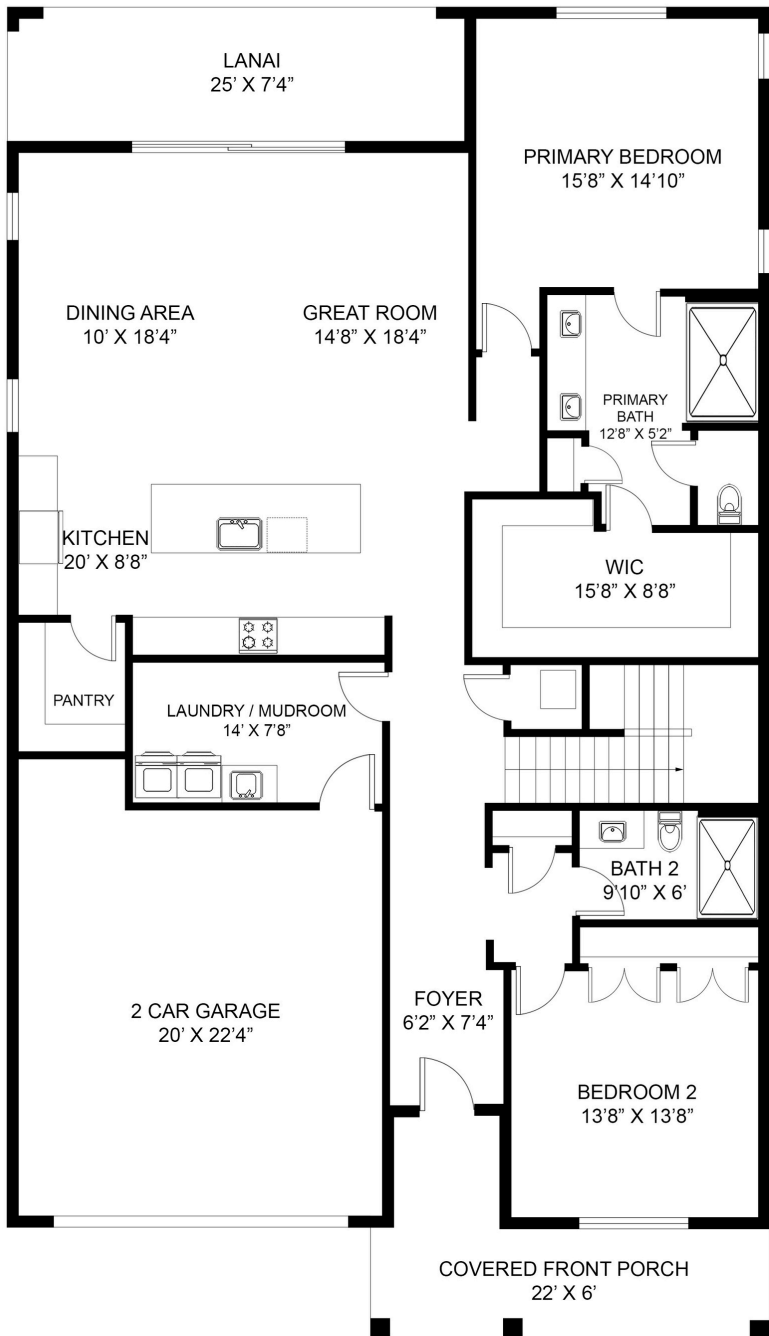 LANAI
25’ X 7’4”
PRIMARY BEDROOM
15’8” X 14’10”
DINING AREA
10’ X 18’4”
GREAT ROOM
14’8” X 18’4”
PRIMARY
BATH
12’8” X 5’2”
KITCHEN
20’ X 8’8”
WIC
15’8” X 8’8”
PANTRY
LAUNDRY / MUDROOM
14’ X 7’8”
BATH 2
9’10” X 6’
2 CAR GARAGE
20’ X 22’4”
FOYER
6’2” X 7’4”
BEDROOM 2
13’8” X 13’8”
COVERED FRONT PORCH
22’ X 6’